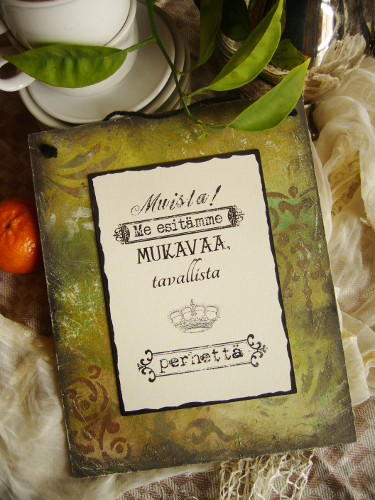 Muista!
Me esitämme
MUKAVAA,
tavallista
perhettä